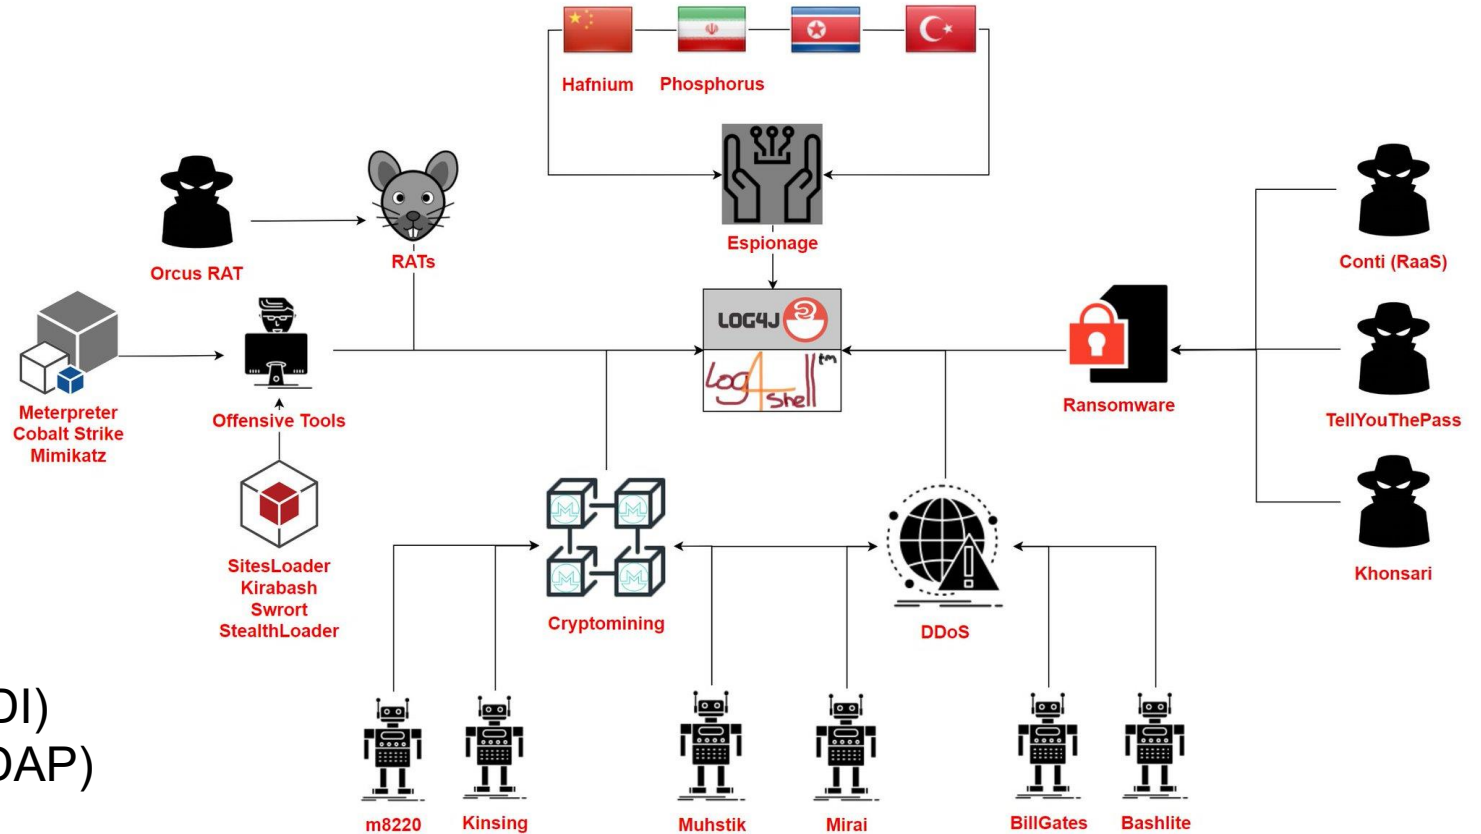 Hafnium
Phosphorus
Espionage
Orcus RAT
RATs
Conti (RaaS)
LOG4J
Log4Shell tm
Meterpreter
Cobalt Strike
Mimikatz
Offensive Tools
Ransomware
TellYouThePass
SitesLoader
Kirabash
Swrort
StealthLoader
Cryptomining
DDoS
Khonsari
DI)
DAP)
m8220
Kinsing
Muhstik
Mirai
BillGates
Bashlite